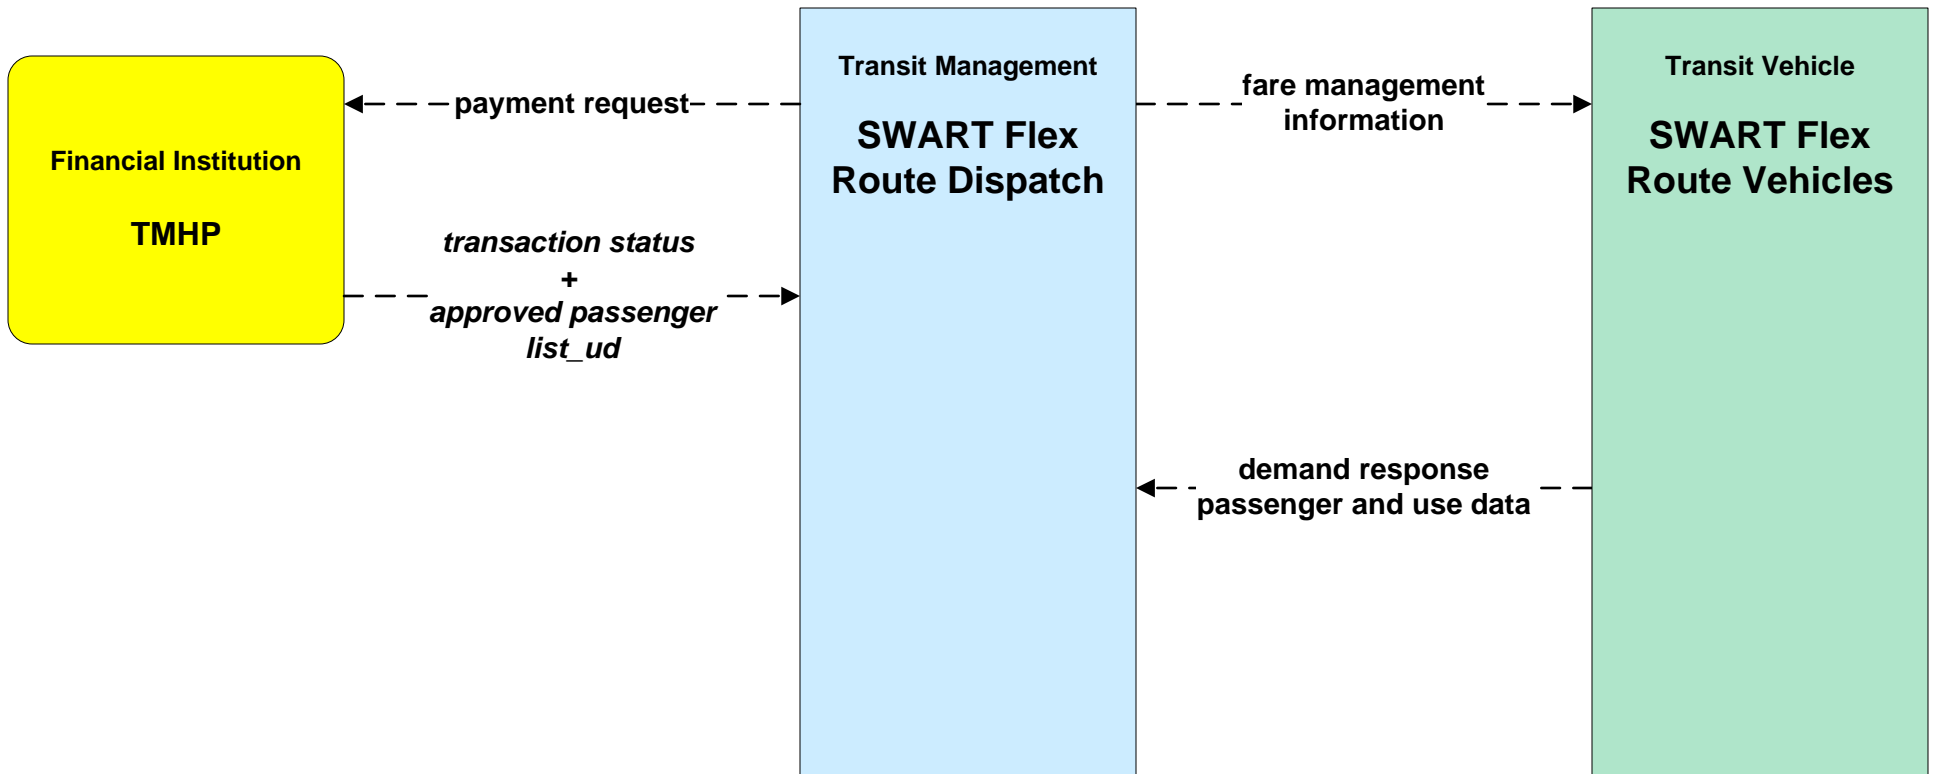 Financial Institution
TMHP
payment request
transaction status
+
approved passenger
list_ud
Transit Management
SWART Flex
Route Dispatch
fare management
information
demand response
passenger and use data
Transit Vehicle
SWART Flex
Route Vehicles